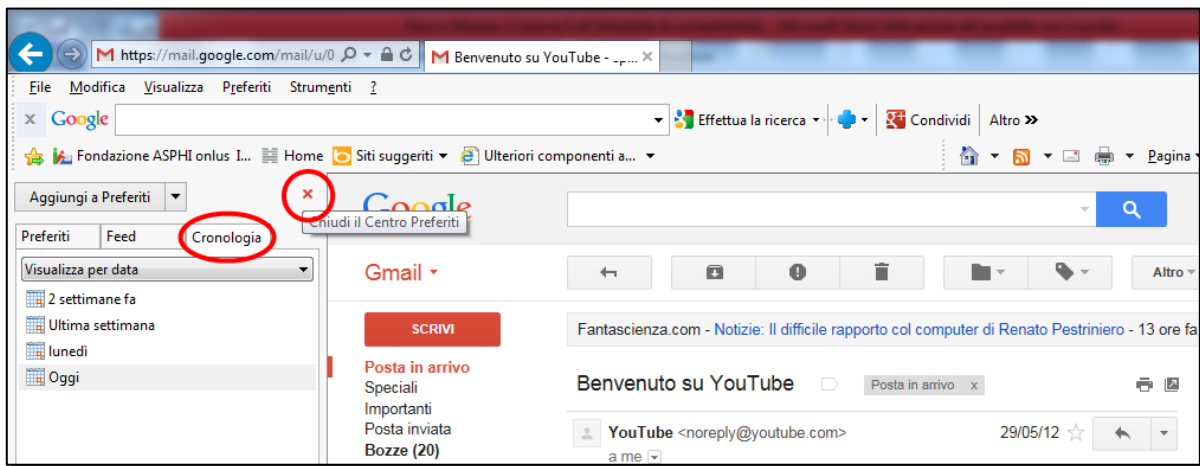 https://mail.google.com/mail/u/0
Benvenuto su YouTube -
File Modifica Visualizza Preferiti Strumenti ?
x Google Effettua la ricerca Condividi Altro »
Fondazione ASPHI onlus I... Home Siti suggeriti Ulteriori componenti a... Pagina
Aggiungi a Preferiti
Chiudi il Centro Preferiti
Google
Preferiti Feed Cronologia
Visualizza per data
2 settimane fa
Ultima settimana
lunedì
Oggi
Gmail
Altro
SCRIVI
Posta in arrivo
Speciali
Importanti
Posta inviata
Bozze (20)
Fantascienza.com - Notizie: Il difficile rapporto col computer di Renato Pestriniero - 13 ore fa
Benvenuto su YouTube Posta in arrivo x
YouTube <noreply@youtube.com> 29/05/12
a me